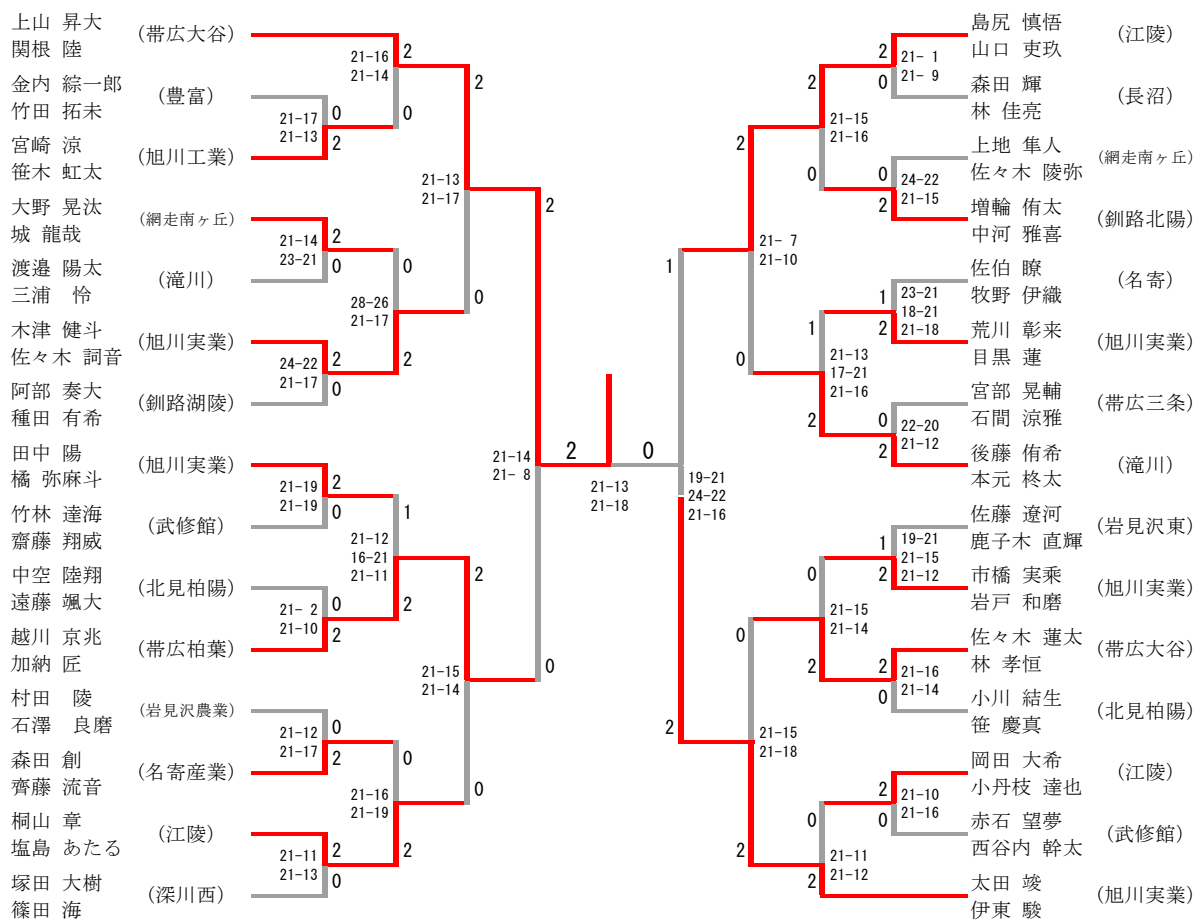 上山 昇大
関根 陸
(帯広大谷)
金内 綜一郎
竹田 拓未
(豊富)
宮崎 涼
笹木 虹太
(旭川工業)
大野 晃汰
城 龍哉
(網走南ヶ丘)
渡邉 陽太
三浦　怜
(滝川)
木津 健斗
佐々木 詞音
(旭川実業)
阿部 奏大
種田 有希
(釧路湖陵)
田中 陽
橘 弥麻斗
(旭川実業)
竹林 達海
齋藤 翔威
(武修館)
中空 陸翔
遠藤 颯大
(北見柏陽)
越川 京兆
加納 匠
(帯広柏葉)
村田　陵
石澤　良磨
(岩見沢農業)
森田 創
齊藤 流音
(名寄産業)
桐山 章
塩島 あたる
(江陵)
塚田 大樹
篠田 海
(深川西)
21-17
21-13
0
2
21-14
23-21
2
0
24-22
21-17
2
0
21-19
21-19
2
0
21- 2
21-10
0
2
21-12
21-17
0
2
21-11
21-13
2
0
21-16
21-14
2
0
28-26
21-17
0
2
21-12
16-21
21-11
1
2
21-16
21-19
0
2
21-13
21-17
2
0
21-15
21-14
2
0
21-14
21- 8
2
0
2
0
21-13
21-18
19-21
24-22
21-16
1
2
21- 7
21-10
2
0
21-15
21-18
0
2
21-15
21-16
2
0
21-13
17-21
21-16
1
2
21-15
21-14
0
2
21-11
21-12
0
2
21- 1
21- 9
2
0
24-22
21-15
0
2
23-21
18-21
21-18
1
2
22-20
21-12
0
2
19-21
21-15
21-12
1
2
21-16
21-14
2
0
21-10
21-16
2
0
島尻 慎悟
山口 吏玖
(江陵)
森田 輝
林 佳亮
(長沼)
上地 隼人
佐々木 陵弥
(網走南ヶ丘)
増輪 侑太
中河 雅喜
(釧路北陽)
佐伯 瞭
牧野 伊織
(名寄)
荒川 彰来
目黒 蓮
(旭川実業)
宮部 晃輔
石間 涼雅
(帯広三条)
後藤 侑希
本元 柊太
(滝川)
佐藤 遼河
鹿子木 直輝
(岩見沢東)
市橋 実乗
岩戸 和磨
(旭川実業)
佐々木 蓮太
林 孝恒
(帯広大谷)
小川 結生
笹 慶真
(北見柏陽)
岡田 大希
小丹枝 達也
(江陵)
赤石 望夢
西谷内 幹太
(武修館)
太田 竣
伊東 駿
(旭川実業)